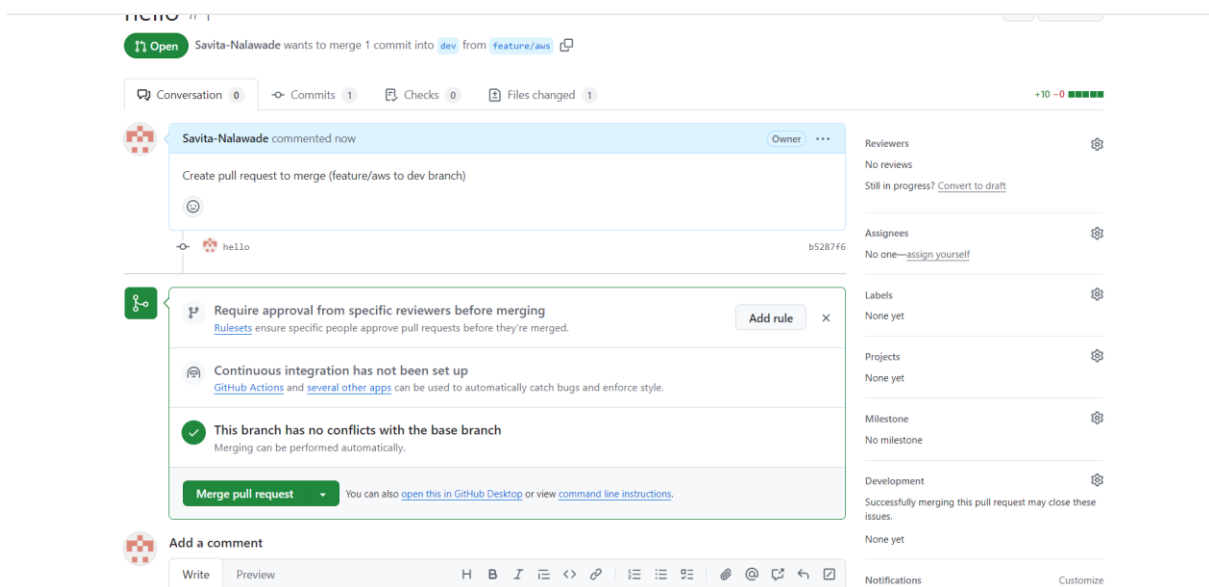 hello #1
Open Savita-Nalawade wants to merge 1 commit into dev from feature/aws
Conversation 0 Commits 1 Checks 0 Files changed 1 +10 −0
Savita-Nalawade commented now Owner
Create pull request to merge (feature/aws to dev branch)
hello b5287f6
Require approval from specific reviewers before merging
Rulesets ensure specific people approve pull requests before they're merged.
Add rule
Continuous integration has not been set up
GitHub Actions and several other apps can be used to automatically catch bugs and enforce style.
This branch has no conflicts with the base branch
Merging can be performed automatically.
Merge pull request You can also open this in GitHub Desktop or view command line instructions.
Add a comment
Write Preview H B I
Reviewers
No reviews
Still in progress? Convert to draft
Assignees
No one—assign yourself
Labels
None yet
Projects
None yet
Milestone
No milestone
Development
Successfully merging this pull request may close these
issues.
None yet
Notifications Customize